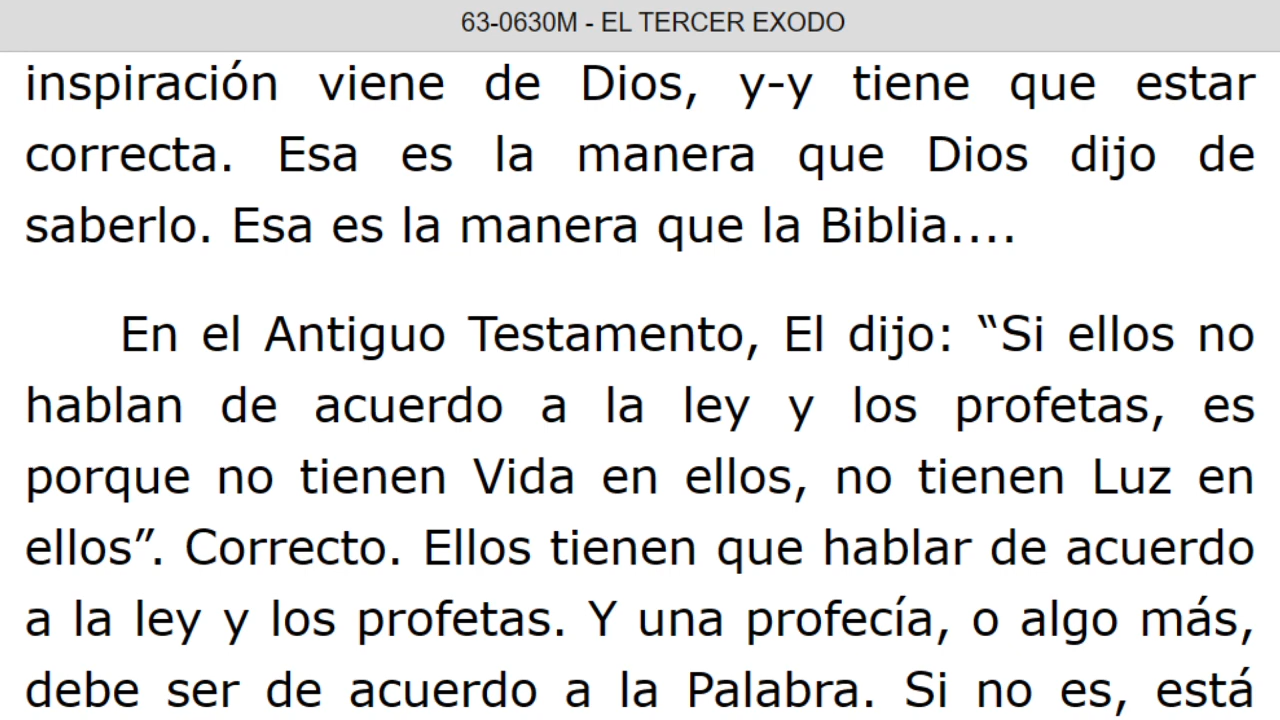 63-0630M - EL TERCER EXODO
inspiración viene de Dios, y-y tiene que estar
correcta. Esa es la manera que Dios dijo de
saberlo. Esa es la manera que la Biblia....
En el Antiguo Testamento, El dijo: “Si ellos no
hablan de acuerdo a la ley y los profetas, es
porque no tienen Vida en ellos, no tienen Luz en
ellos”. Correcto. Ellos tienen que hablar de acuerdo
a la ley y los profetas. Y una profecía, o algo más,
debe ser de acuerdo a la Palabra. Si no es, está